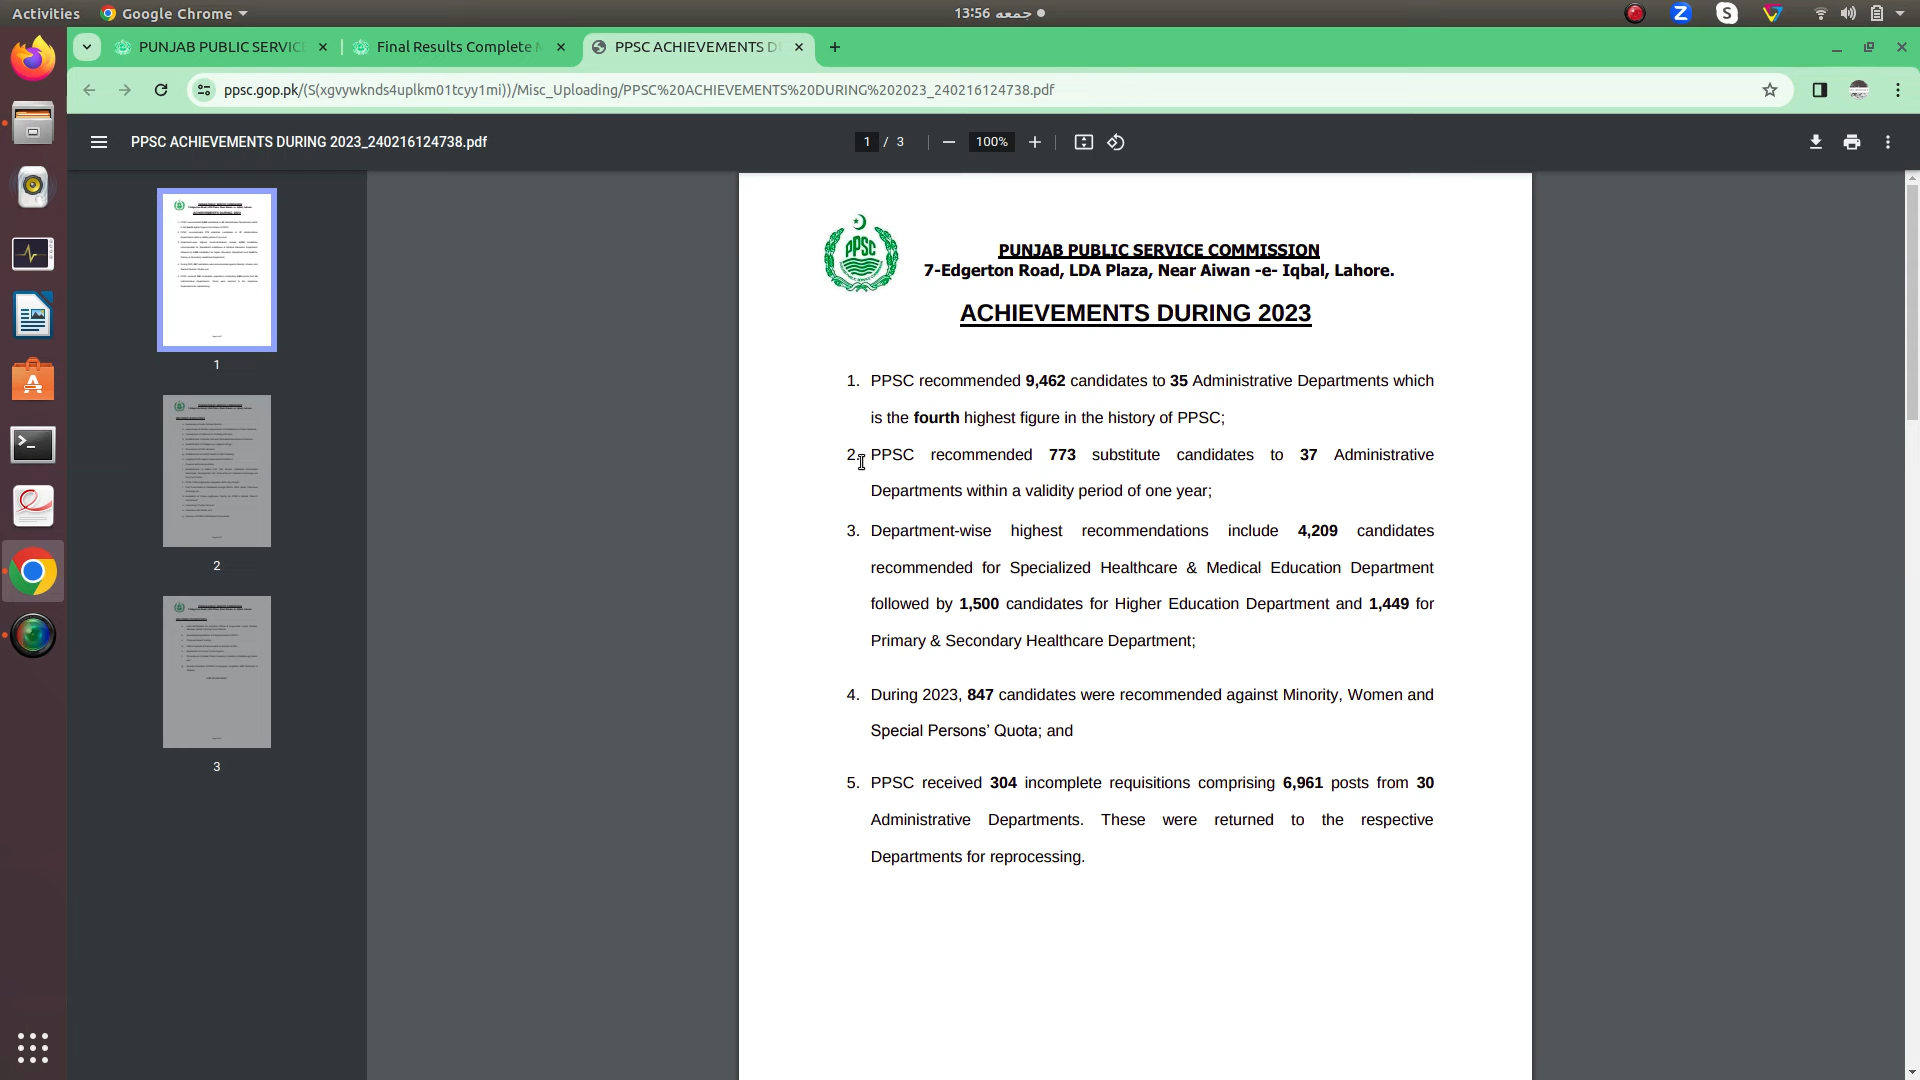 Activities
Google Chrome
جمعه 13:56
PUNJAB PUBLIC SERVIC
Final Results Complete
PPSC ACHIEVEMENTS D
ppsc.gop.pk/(S(xgvywknds4uplkm01tcyy1mi))/Misc_Uploading/PPSC%20ACHIEVEMENTS%20DURING%202023_240216124738.pdf
PPSC ACHIEVEMENTS DURING 2023_240216124738.pdf
1 / 3
100%
1
2
3
PPSC
PUNJAB PUBLIC SERVICE COMMISSION
7-Edgerton Road, LDA Plaza, Near Aiwan -e- Iqbal, Lahore.
ACHIEVEMENTS DURING 2023
1. PPSC recommended 9,462 candidates to 35 Administrative Departments which
is the fourth highest figure in the history of PPSC;
2. PPSC recommended 773 substitute candidates to 37 Administrative
Departments within a validity period of one year;
3. Department-wise highest recommendations include 4,209 candidates
recommended for Specialized Healthcare & Medical Education Department
followed by 1,500 candidates for Higher Education Department and 1,449 for
Primary & Secondary Healthcare Department;
4. During 2023, 847 candidates were recommended against Minority, Women and
Special Persons’ Quota; and
5. PPSC received 304 incomplete requisitions comprising 6,961 posts from 30
Administrative Departments. These were returned to the respective
Departments for reprocessing.